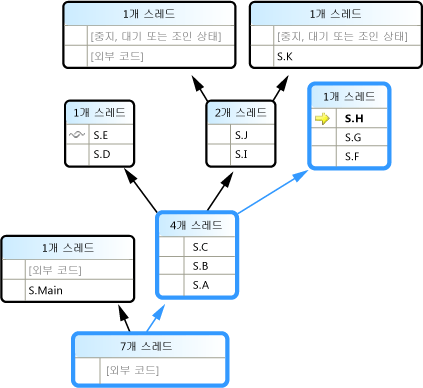 1개 스레드
[중지, 대기 또는 조인 상태]
[외부 코드]
1개 스레드
[중지, 대기 또는 조인 상태]
S.K
1개 스레드
S.E
S.D
2개 스레드
S.J
S.I
1개 스레드
S.H
S.G
S.F
4개 스레드
S.C
S.B
S.A
1개 스레드
[외부 코드]
S.Main
7개 스레드
[외부 코드]